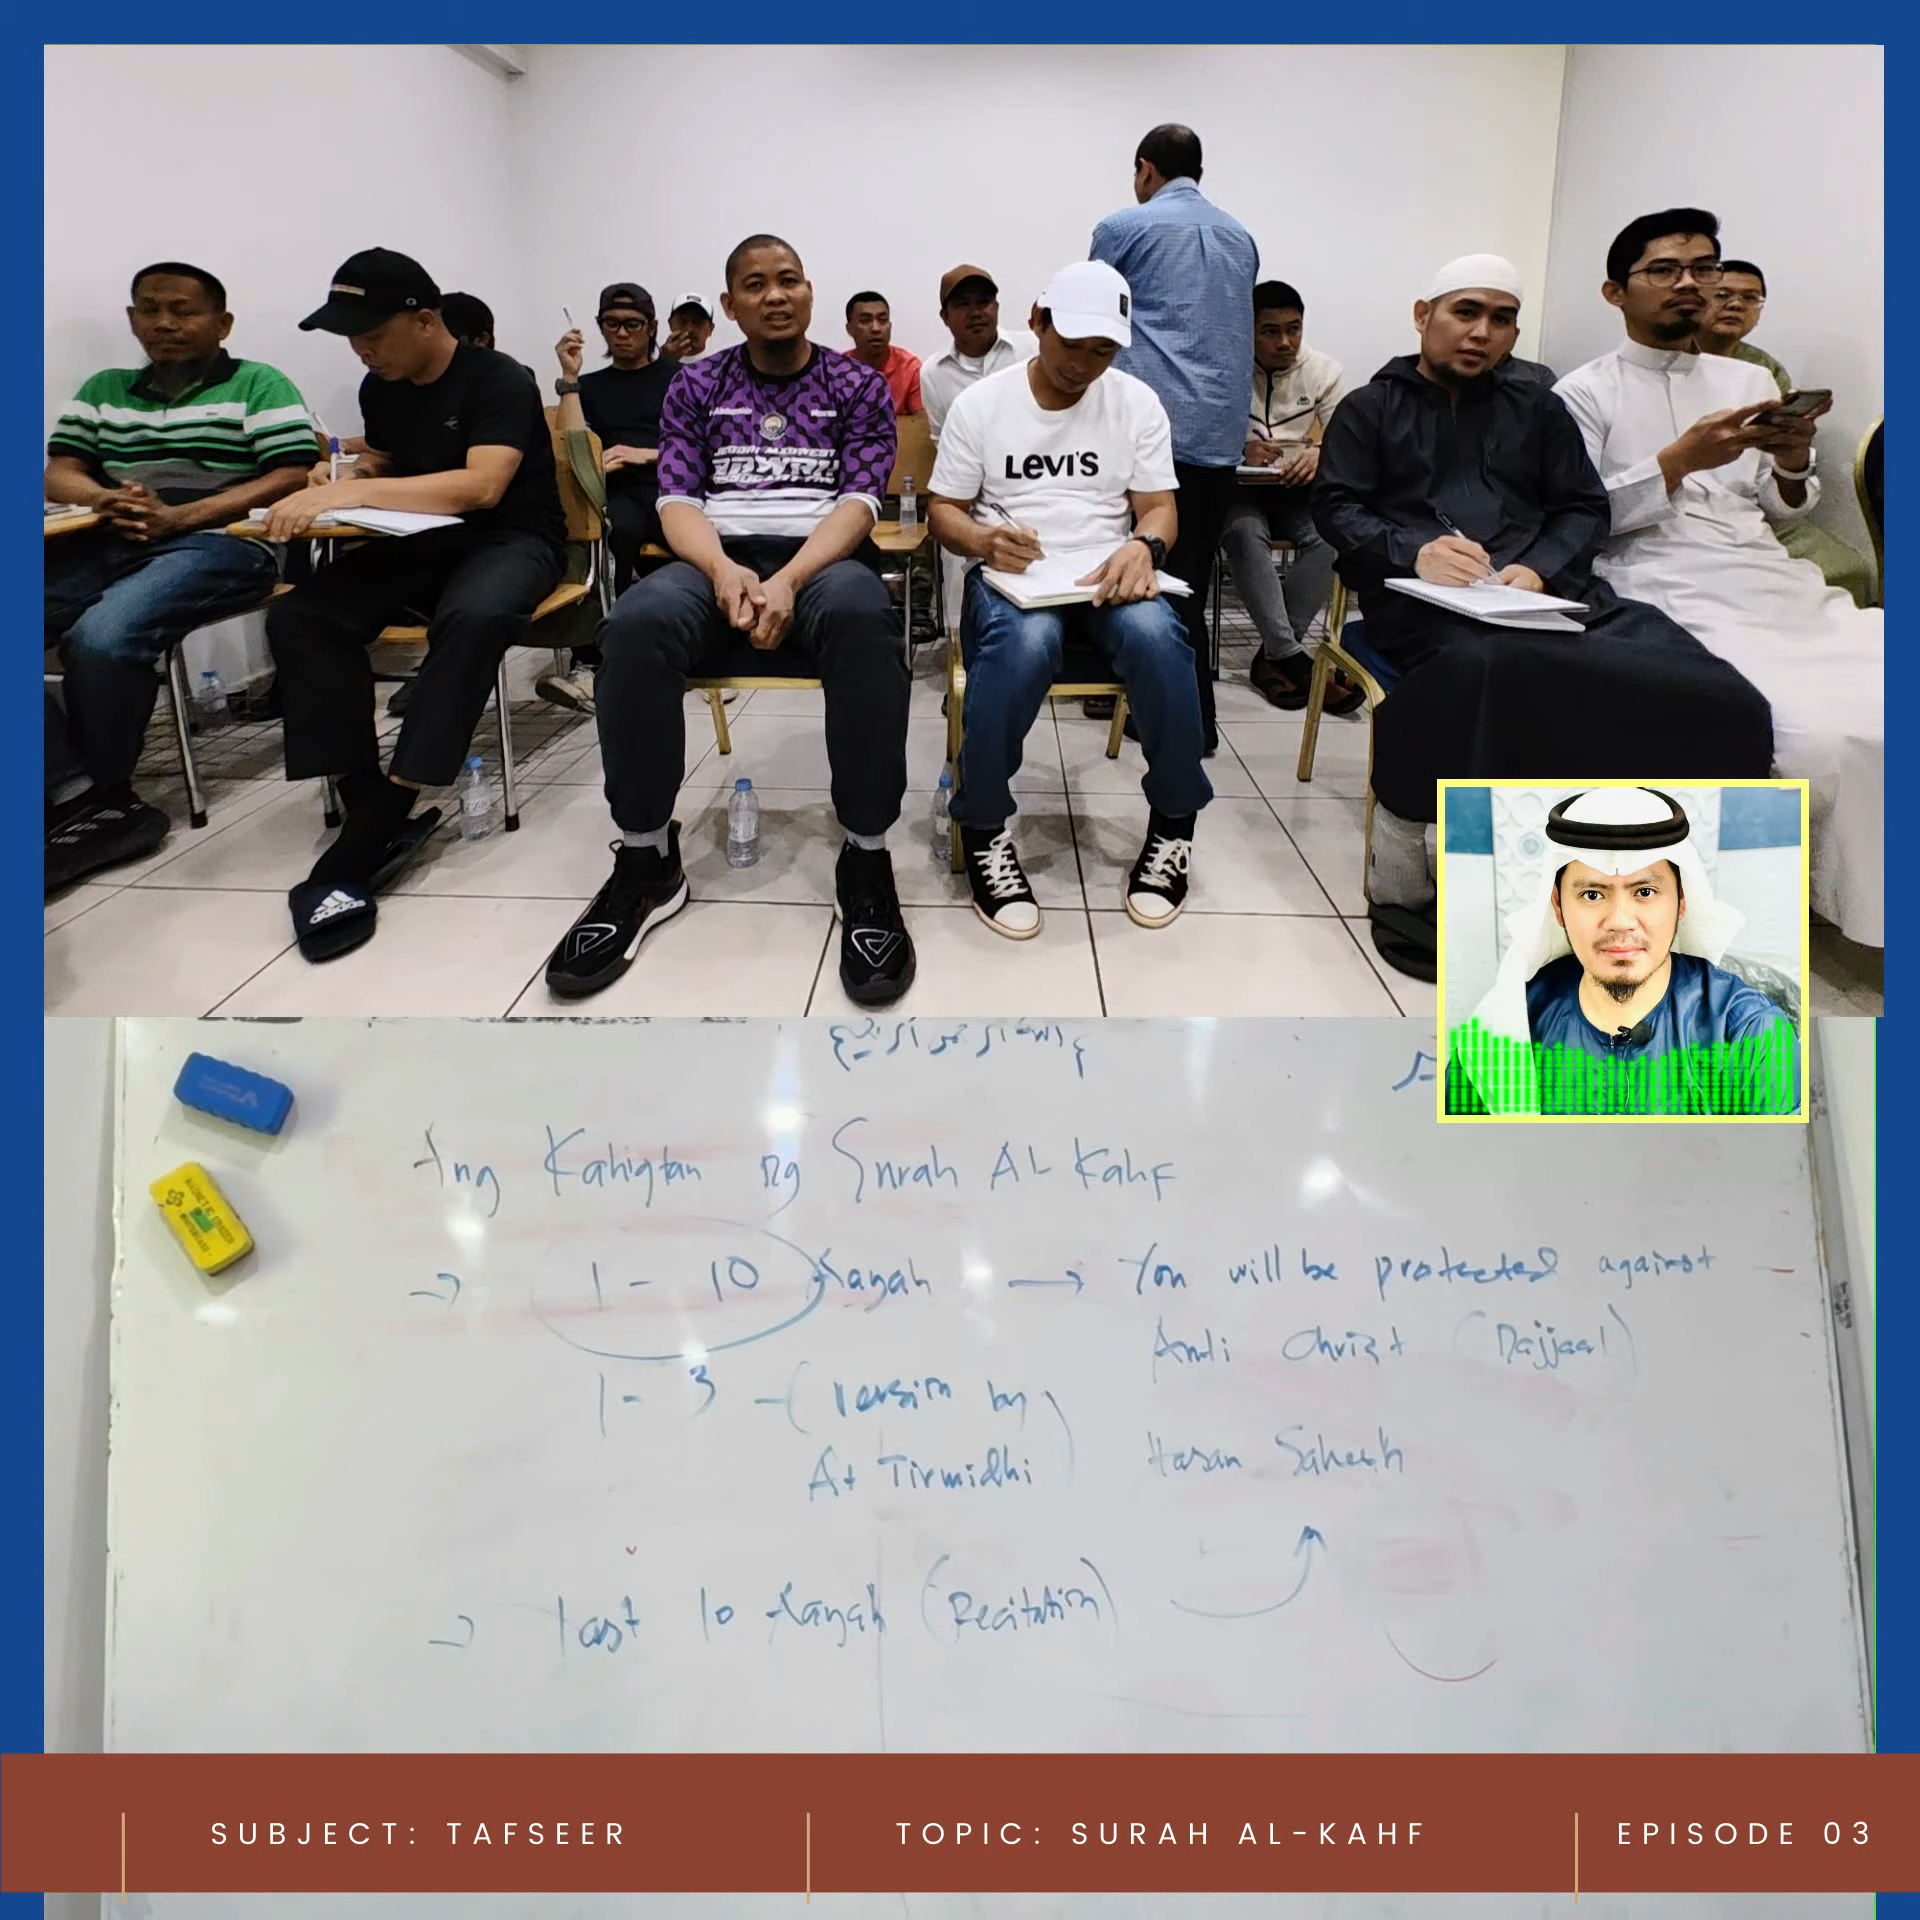 LEVI'S
Ang Kahigtan ng Surah AL Kahf
→ 1 - 10 Aayah → You will be protected against
Anti Christ (Dajjaal)
1 - 3 - (version by
At Tirmidhi) Hasan Saheeh
→ last 10 Aayah (Recitation)
SUBJECT: TAFSEER
TOPIC: SURAH AL-KAHF
EPISODE 03